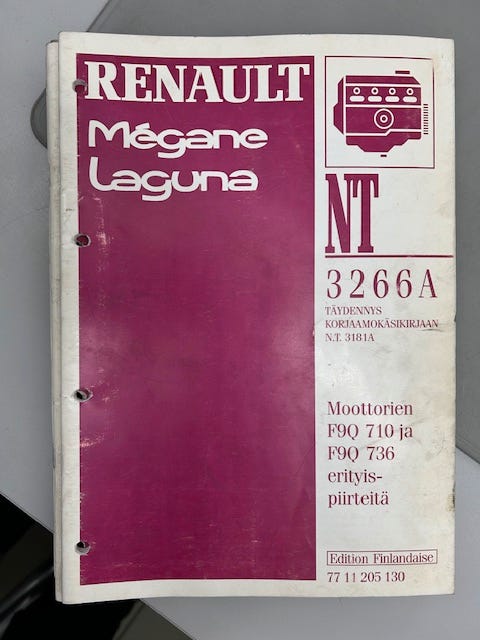 RENAULT
Mégane
Laguna
NT
3266A
TÄYDENNYS
KORJAAMOKÄSIKIRJAAN
N.T. 3181A
Moottorien
F9Q 710 ja
F9Q 736
erityis-
piirteitä
Edition Finlandaise
77 11 205 130